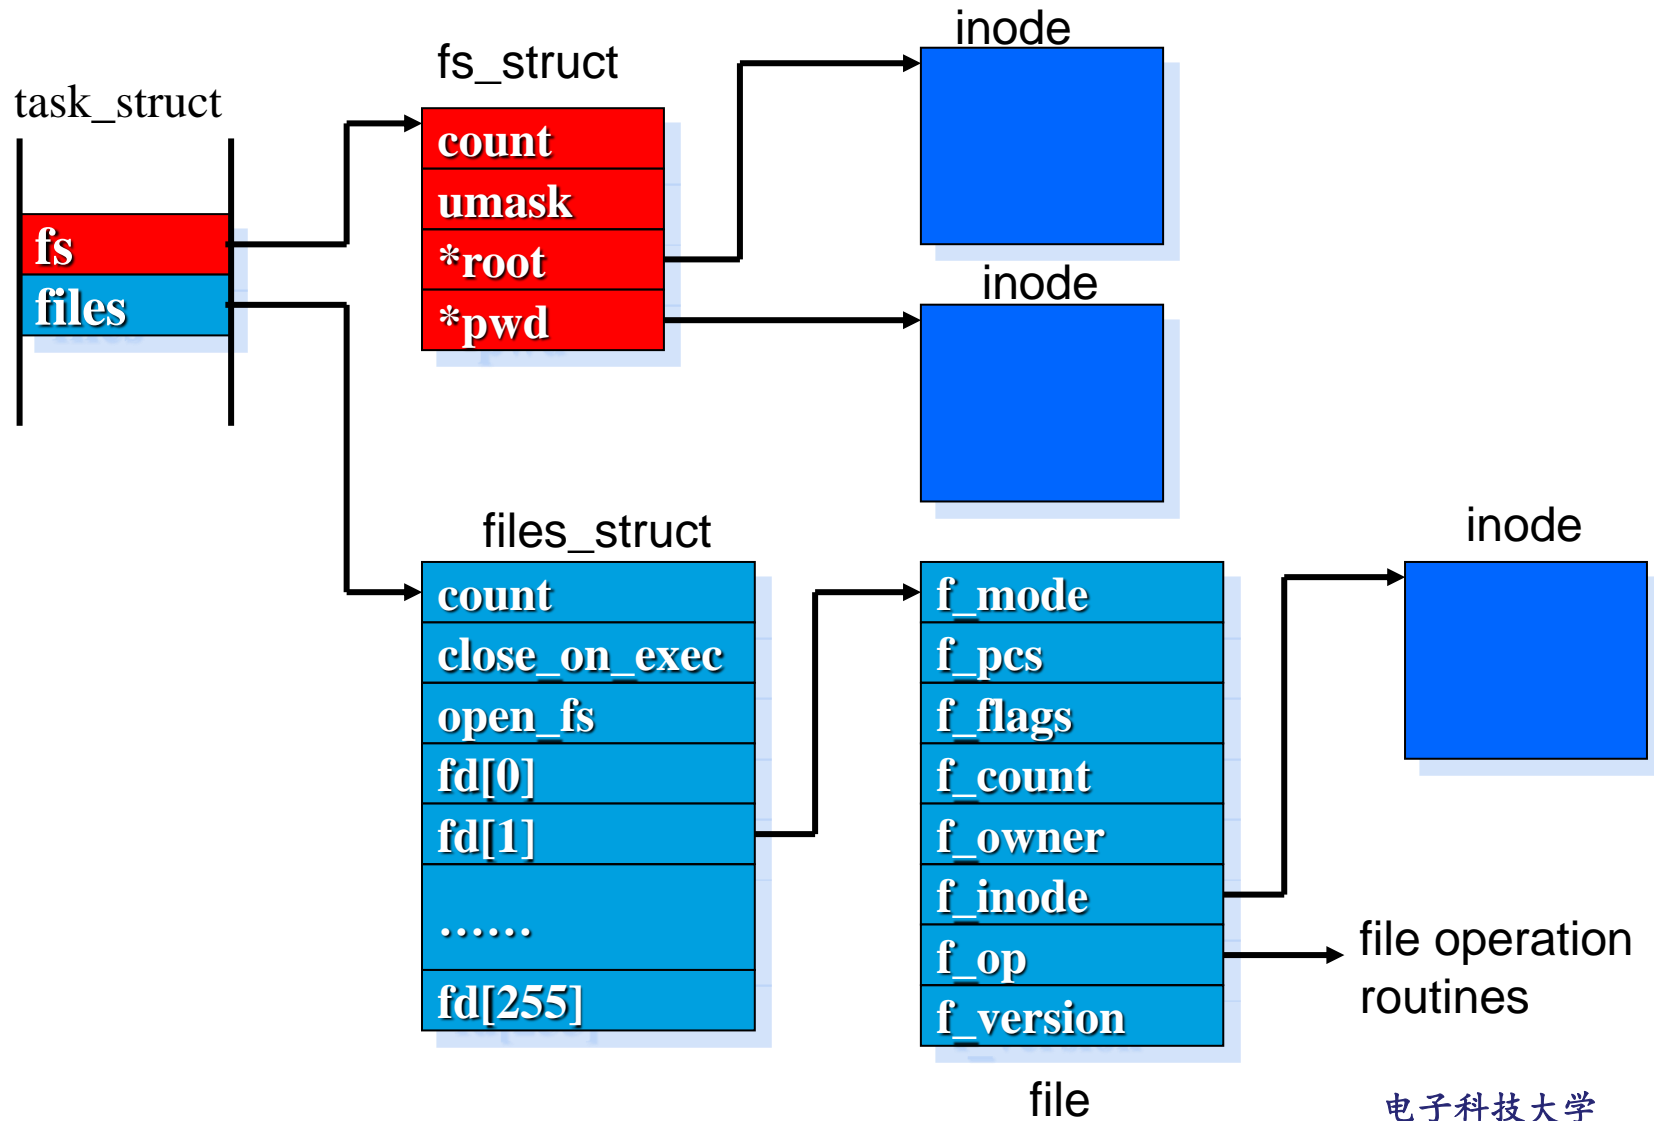 task_struct
fs
files
fs_struct
count
umask
*root
*pwd
inode
inode
files_struct
count
close_on_exec
open_fs
fd[0]
fd[1]
……
fd[255]
f_mode
f_pcs
f_flags
f_count
f_owner
f_inode
f_op
f_version
file
inode
file operation
routines
电子科技大学